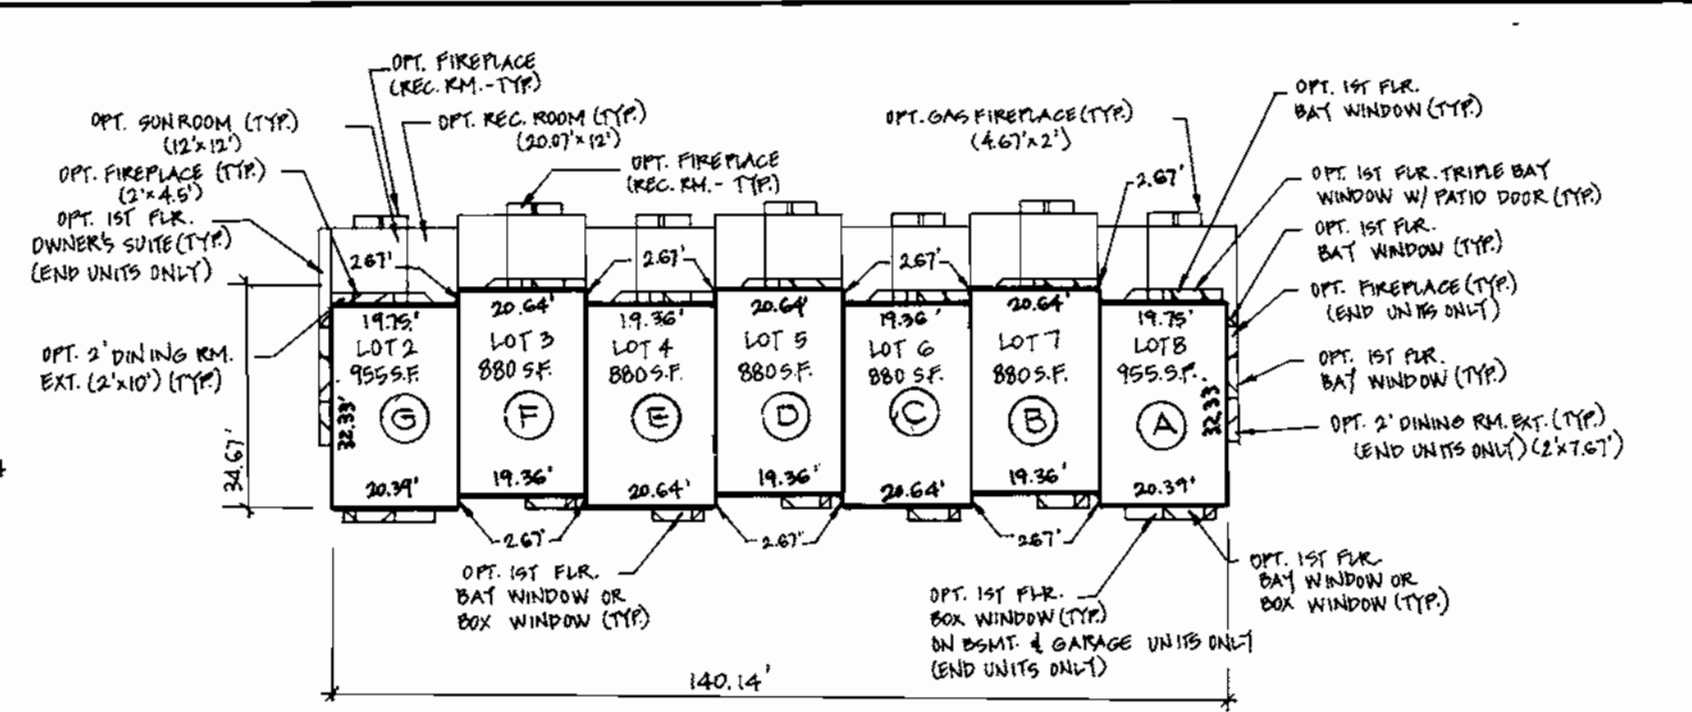 OPT. FIREPLACE
(REC. RM. - TYP.)
OPT. SUNROOM (TYP.)
(12'x12')
OPT. REC. ROOM (TYP.)
(20.07'x12')
OPT. FIREPLACE (TYP.)
(2'x4.5')
OPT. FIREPLACE
(REC. RM. - TYP.)
OPT. GAS FIREPLACE (TYP.)
(4.67'x2')
OPT. 1ST FLR.
BAY WINDOW (TYP.)
OPT. 1ST FLR.
OWNER'S SUITE (TYP.)
(END UNITS ONLY)
2.67'
OPT. 1ST FLR. TRIPLE BAY
WINDOW W/ PATIO DOOR (TYP.)
OPT. 1ST FLR.
BAY WINDOW (TYP.)
OPT. FIREPLACE (TYP.)
(END UNITS ONLY)
OPT. 1ST FLR.
BAY WINDOW (TYP.)
OPT. 2' DINING RM. EXT. (TYP.)
(END UNITS ONLY) (2'x7.67')
OPT. 2' DINING RM.
EXT. (2'x10') (TYP.)
2.67'
2.67'
2.67'
34.67'
19.75'
LOT 2
955 S.F.
G
32.33'
20.39'
20.64'
LOT 3
880 S.F.
F
19.36'
19.36'
LOT 4
880 S.F.
E
20.64'
20.64'
LOT 5
880 S.F.
D
19.36'
19.36'
LOT 6
880 S.F.
C
20.64'
20.64'
LOT 7
880 S.F.
B
19.36'
19.75'
LOT 8
955 S.F.
A
32.33
20.39'
2.67'
2.67'
2.67'
OPT. 1ST FLR.
BAY WINDOW OR
BOX WINDOW (TYP.)
OPT. 1ST FLR.
BOX WINDOW (TYP.)
ON BSMT. & GARAGE UNITS ONLY
(END UNITS ONLY)
OPT. 1ST FLR.
BAY WINDOW OR
BOX WINDOW (TYP.)
140.14'